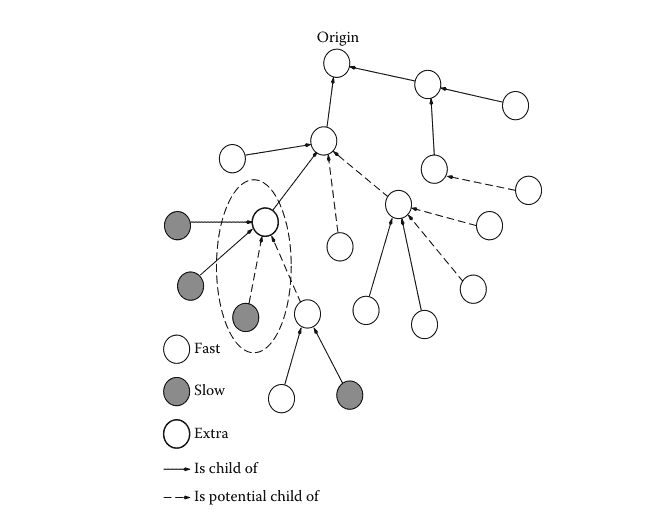 Origin
Fast
Slow
Extra
Is child of
Is potential child of